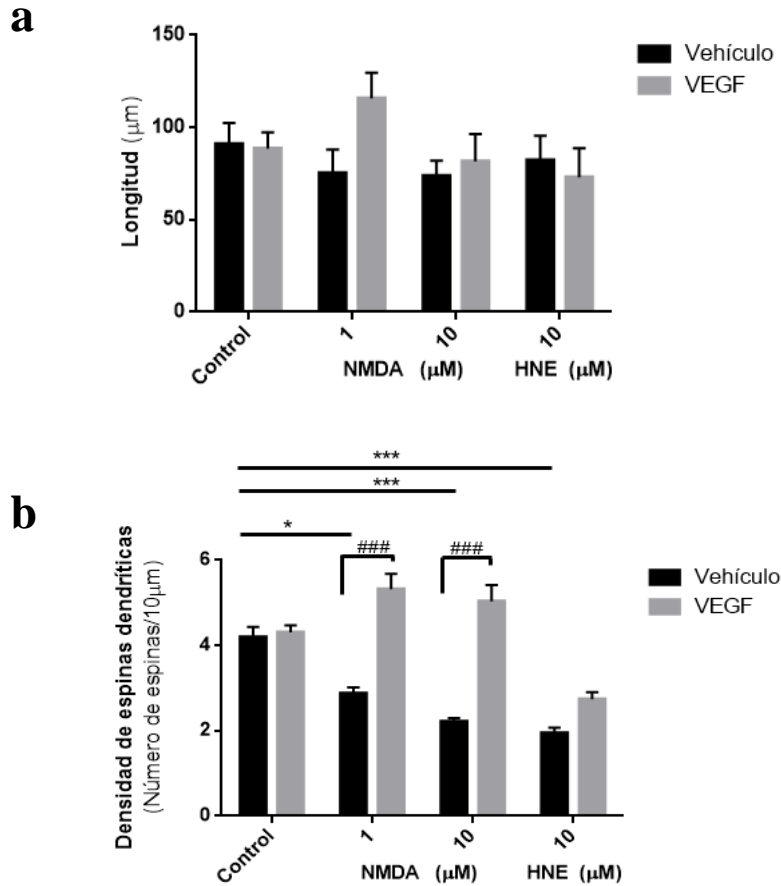 a
Longitud (μm)
150
100
50
0
Vehículo
VEGF
Control
1
10
10
NMDA (μM)
HNE (μM)
b
***
***
*
###
###
Densidad de espinas dendríticas
(Número de espinas/10μm)
6
4
2
0
Vehículo
VEGF
Control
1
10
10
NMDA (μM)
HNE (μM)